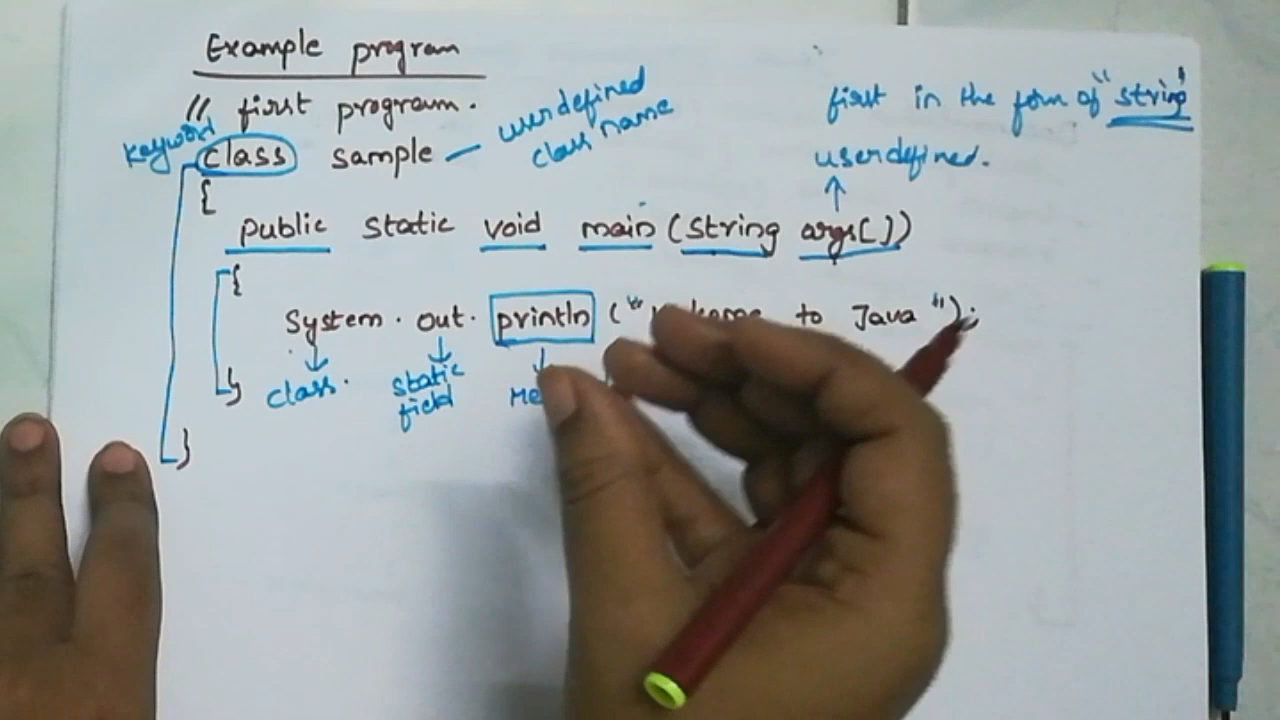 Example program
// first program.
keyword
class sample - userdefined class name
first in the form of "string"
userdefined.
{
public static void main (string args[])
{
System. out. println (" to Java ");
class. static field
}
}